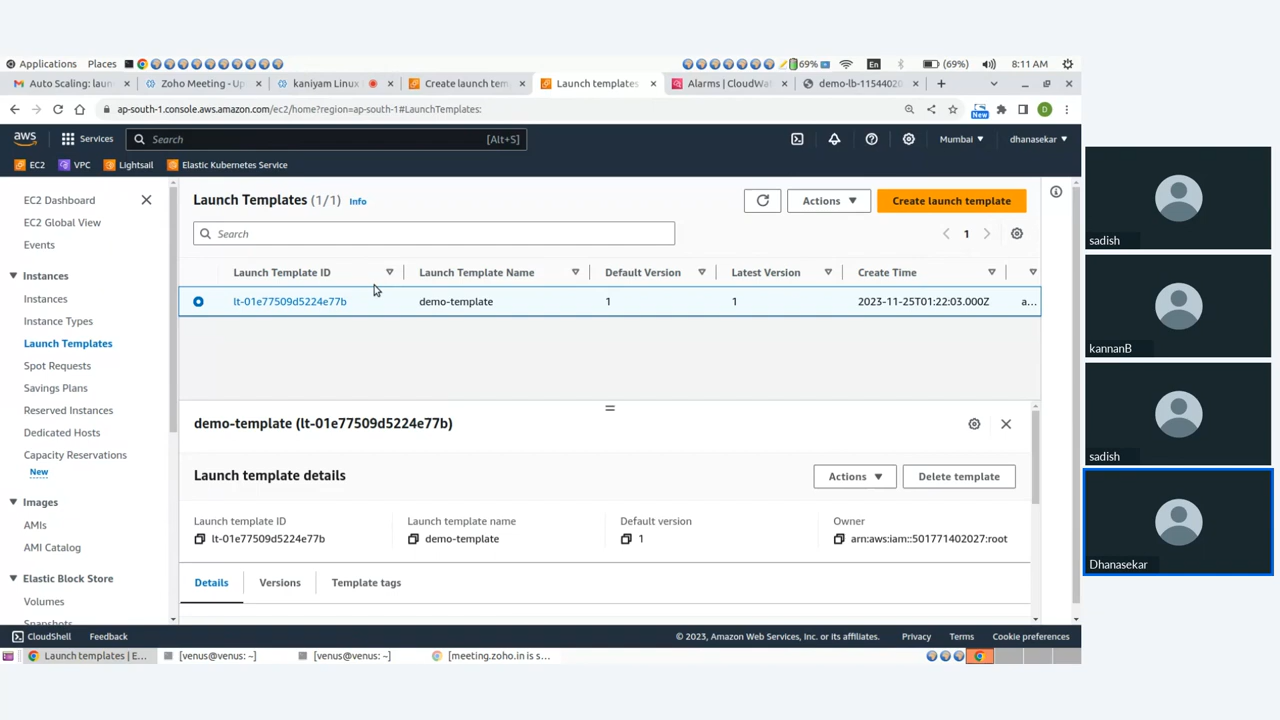 Applications Places 69% En (69%) 8:11 AM
Auto Scaling: laun Zoho Meeting - Up kaniyam Linux Create launch tem Launch templates Alarms | CloudWa demo-lb-11544020
ap-south-1.console.aws.amazon.com/ec2/home?region=ap-south-1#LaunchTemplates: New D
aws Services Search [Alt+S] Mumbai dhanasekar
EC2 VPC Lightsail Elastic Kubernetes Service
EC2 Dashboard
EC2 Global View
Events
Instances
Instances
Instance Types
Launch Templates
Spot Requests
Savings Plans
Reserved Instances
Dedicated Hosts
Capacity Reservations
New
Images
AMIs
AMI Catalog
Elastic Block Store
Volumes
Snapshots
Launch Templates (1/1) Info Actions Create launch template
Search 1
Launch Template ID Launch Template Name Default Version Latest Version Create Time
lt-01e77509d5224e77b demo-template 1 1 2023-11-25T01:22:03.000Z a...
demo-template (lt-01e77509d5224e77b)
Launch template details Actions Delete template
Launch template ID Launch template name Default version Owner
lt-01e77509d5224e77b demo-template 1 arn:aws:iam::501771402027:root
Details Versions Template tags
CloudShell Feedback © 2023, Amazon Web Services, Inc. or its affiliates. Privacy Terms Cookie preferences
Launch templates | E... [venus@venus: ~] [venus@venus: ~] [meeting.zoho.in is s...
sadish
kannanB
sadish
Dhanasekar